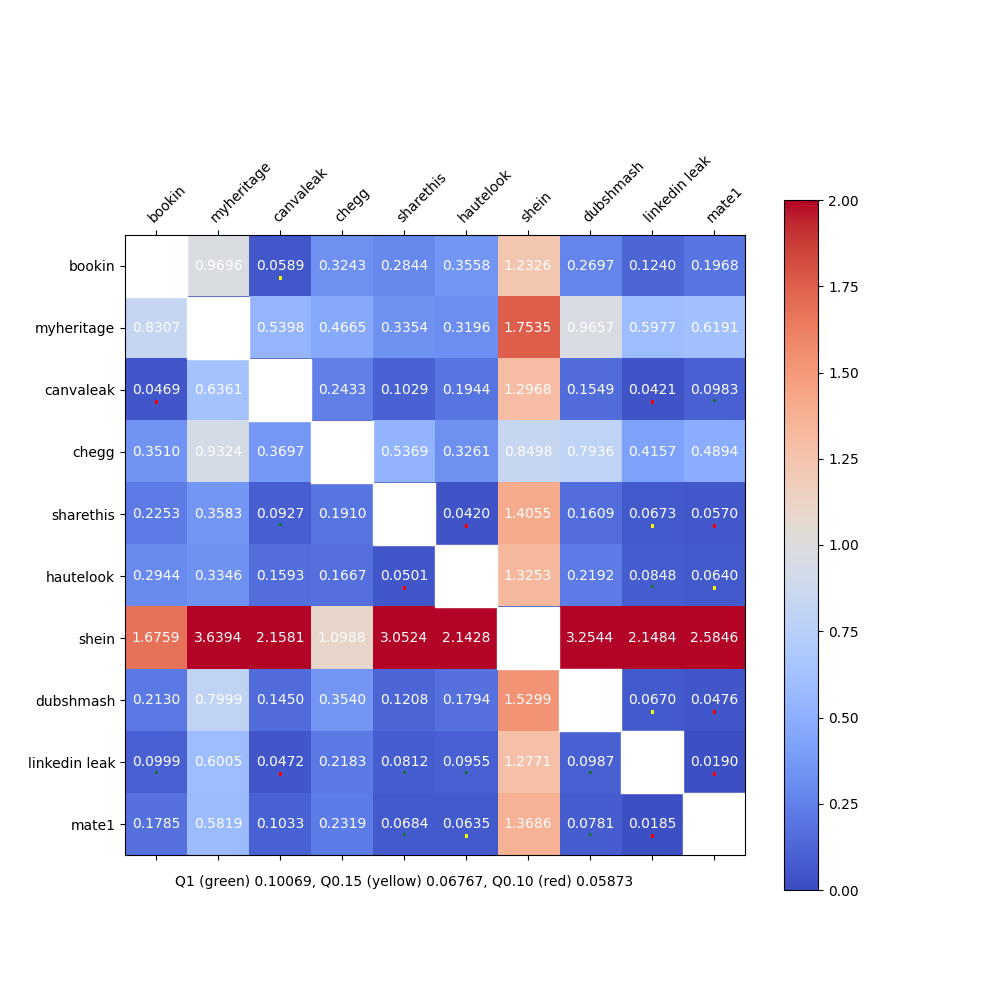 bookin myheritage canvaleak chegg sharethis hautelook shein dubshmash linkedin leak mate1
2.00
bookin 0.9696 0.0589 0.3243 0.2844 0.3558 1.2326 0.2697 0.1240 0.1968
1.75
myheritage 0.8307 0.5398 0.4665 0.3354 0.3196 1.7535 0.9657 0.5977 0.6191
1.50
canvaleak 0.0469 0.6361 0.2433 0.1029 0.1944 1.2968 0.1549 0.0421 0.0983
1.25
chegg 0.3510 0.9324 0.3697 0.5369 0.3261 0.8498 0.7936 0.4157 0.4894
sharethis 0.2253 0.3583 0.0927 0.1910 0.0420 1.4055 0.1609 0.0673 0.0570
1.00
hautelook 0.2944 0.3346 0.1593 0.1667 0.0501 1.3253 0.2192 0.0848 0.0640
0.75
shein 1.6759 3.6394 2.1581 1.0988 3.0524 2.1428 3.2544 2.1484 2.5846
dubshmash 0.2130 0.7999 0.1450 0.3540 0.1208 0.1794 1.5299 0.0670 0.0476
0.50
linkedin leak 0.0999 0.6005 0.0472 0.2183 0.0812 0.0955 1.2771 0.0987 0.0190
0.25
mate1 0.1785 0.5819 0.1033 0.2319 0.0684 0.0635 1.3686 0.0781 0.0185
0.00
Q1 (green) 0.10069, Q0.15 (yellow) 0.06767, Q0.10 (red) 0.05873